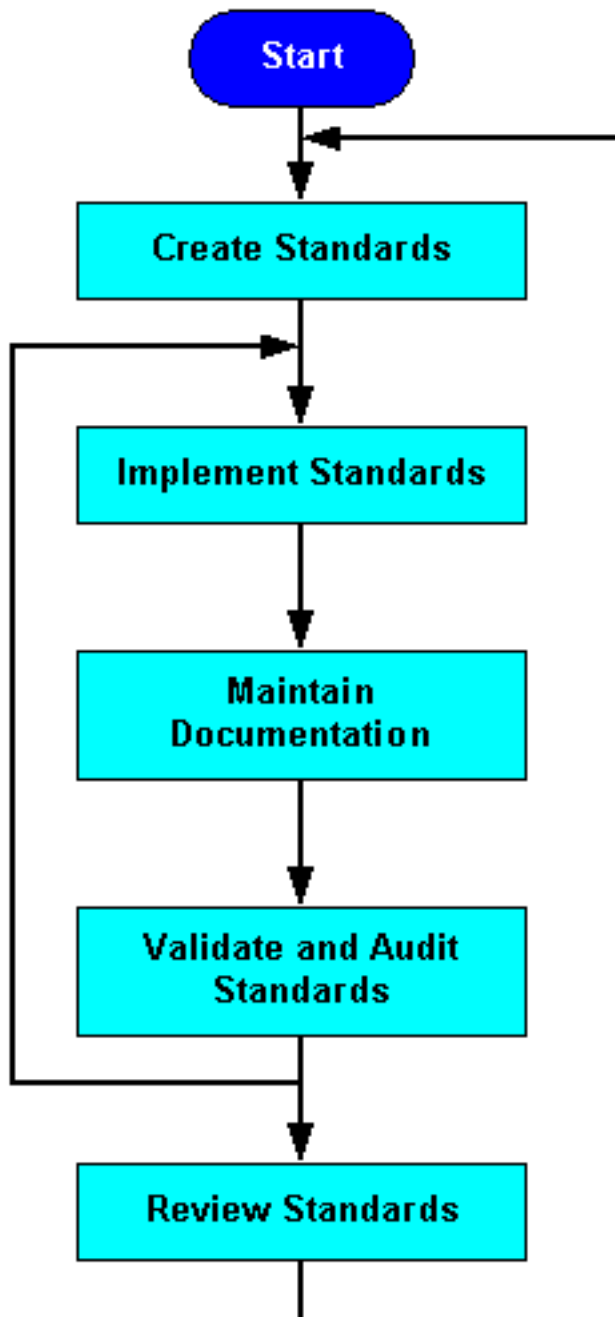 Start
Create Standards
Implement Standards
Maintain
Documentation
Validate and Audit
Standards
Review Standards